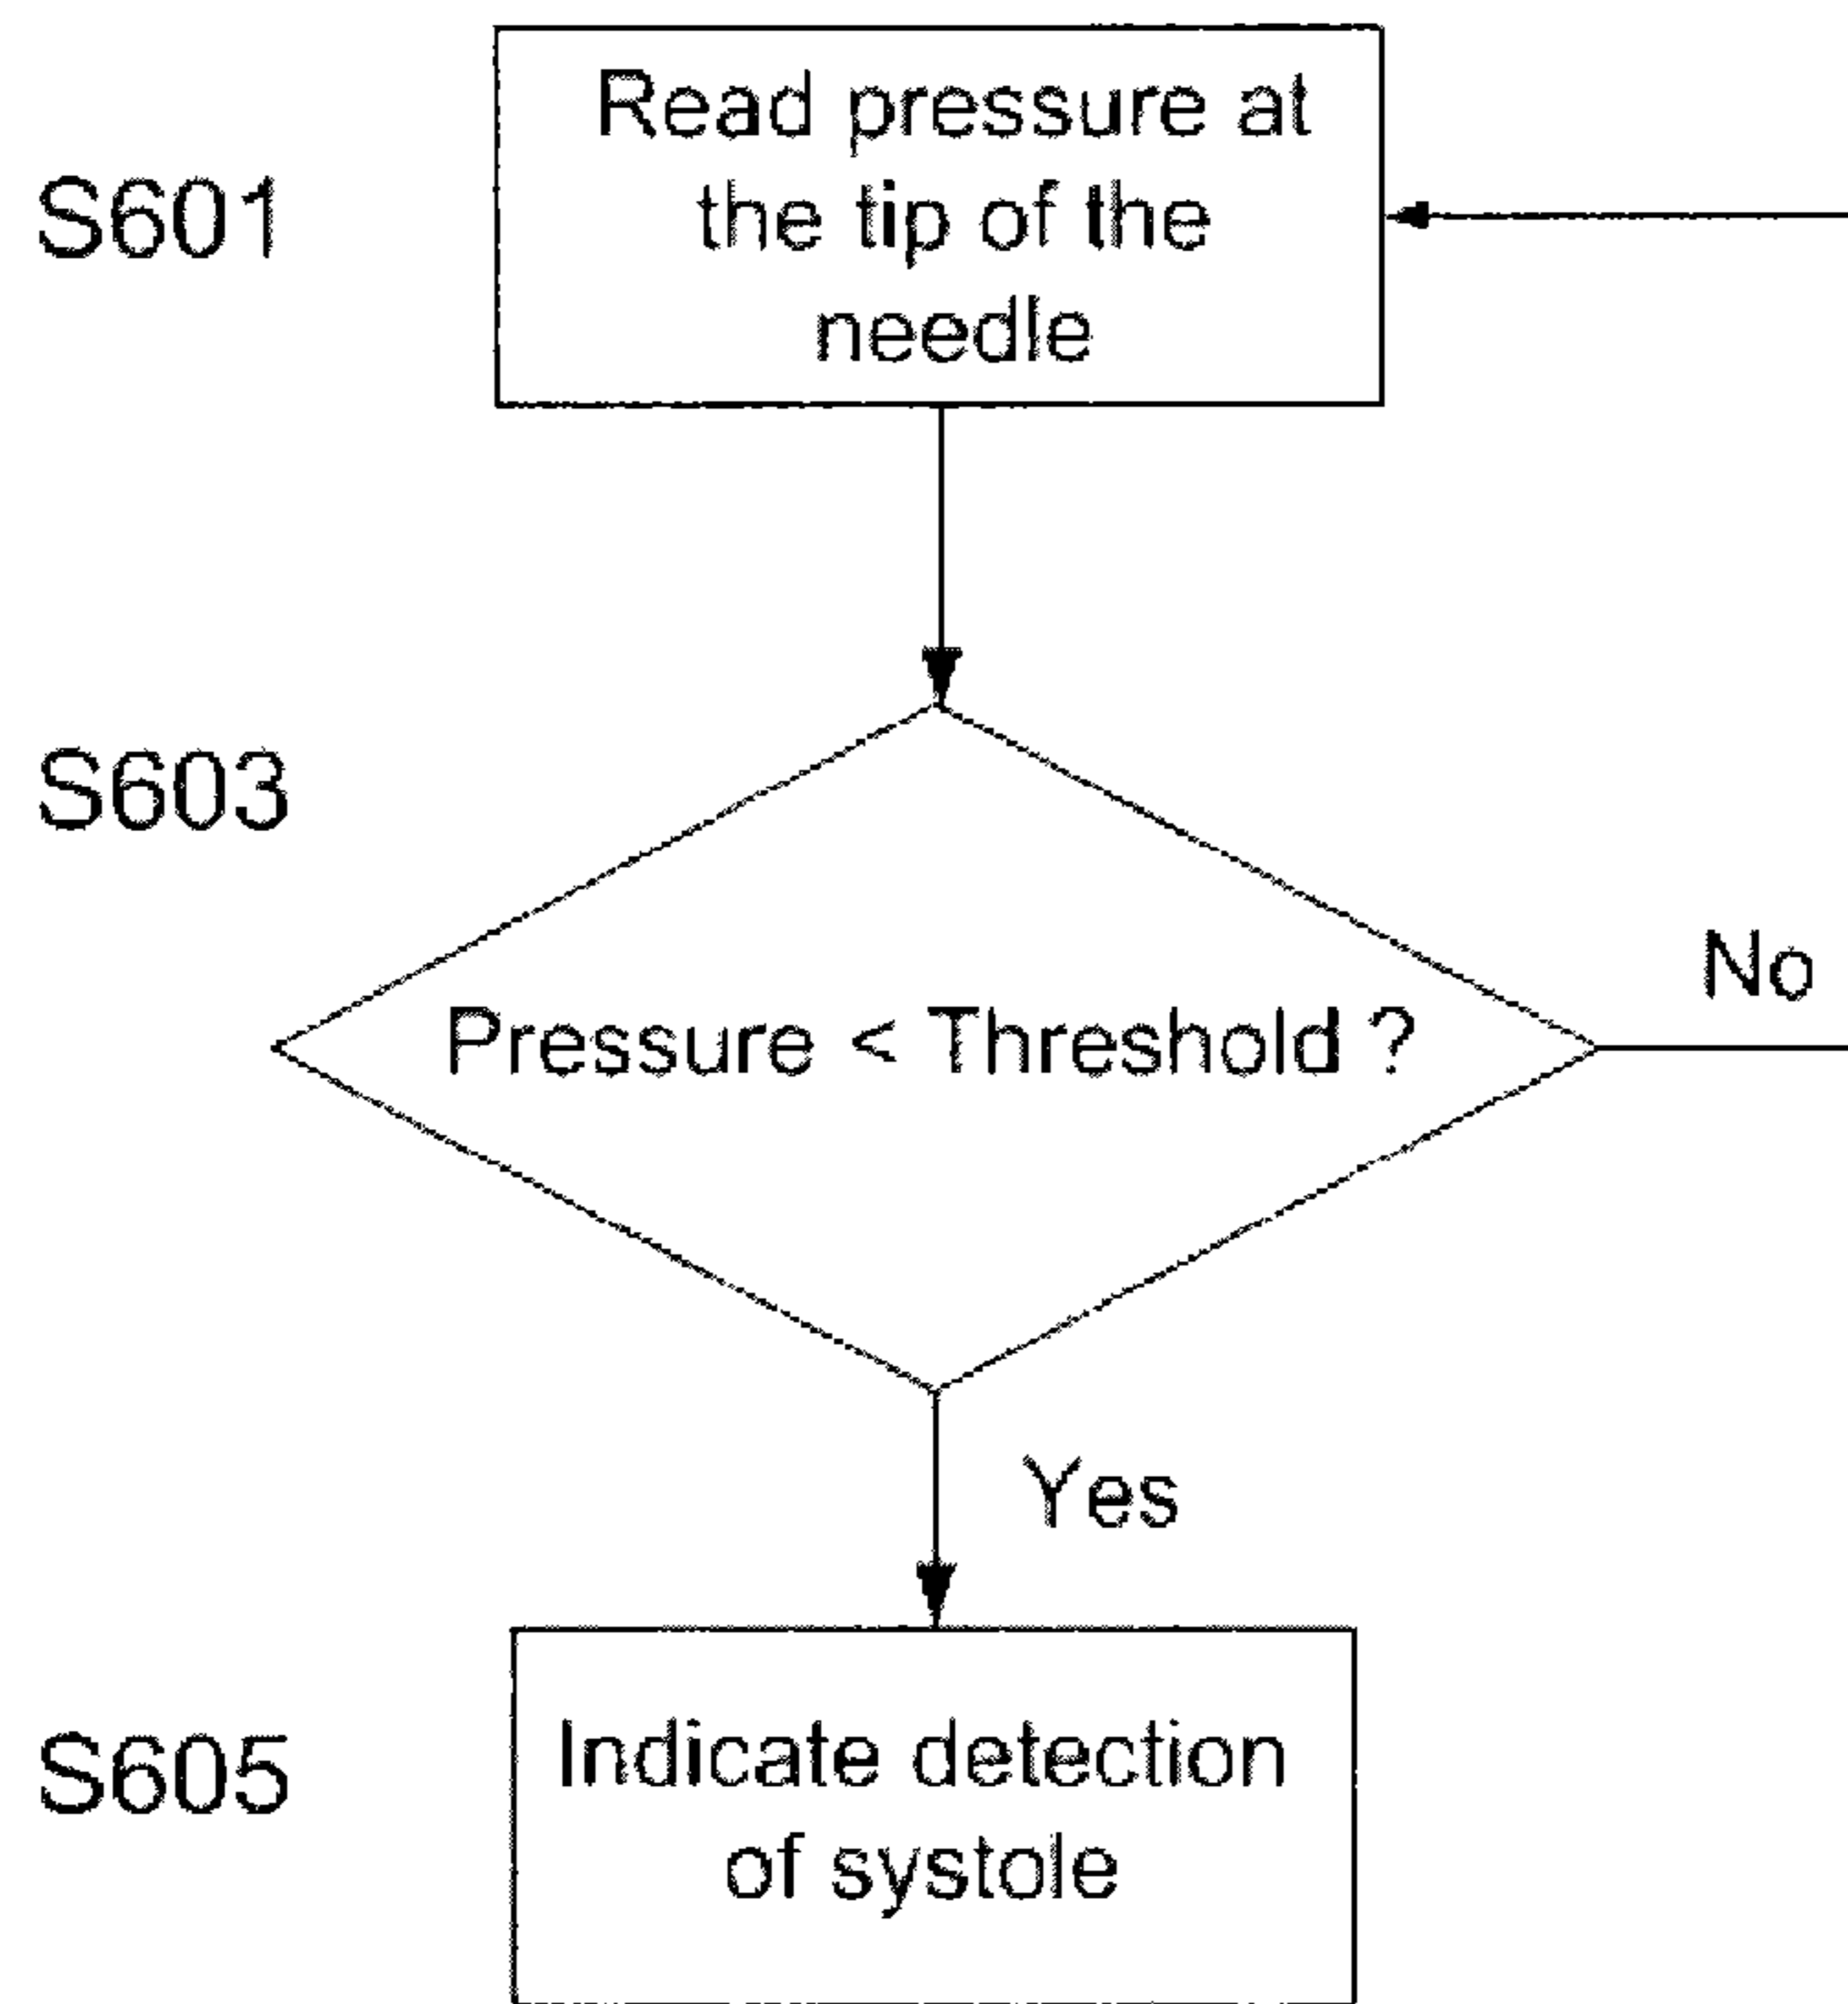 S601
Read pressure at
the tip of the
needle
S603
Pressure < Threshold ?
No
Yes
S605
Indicate detection
of systole